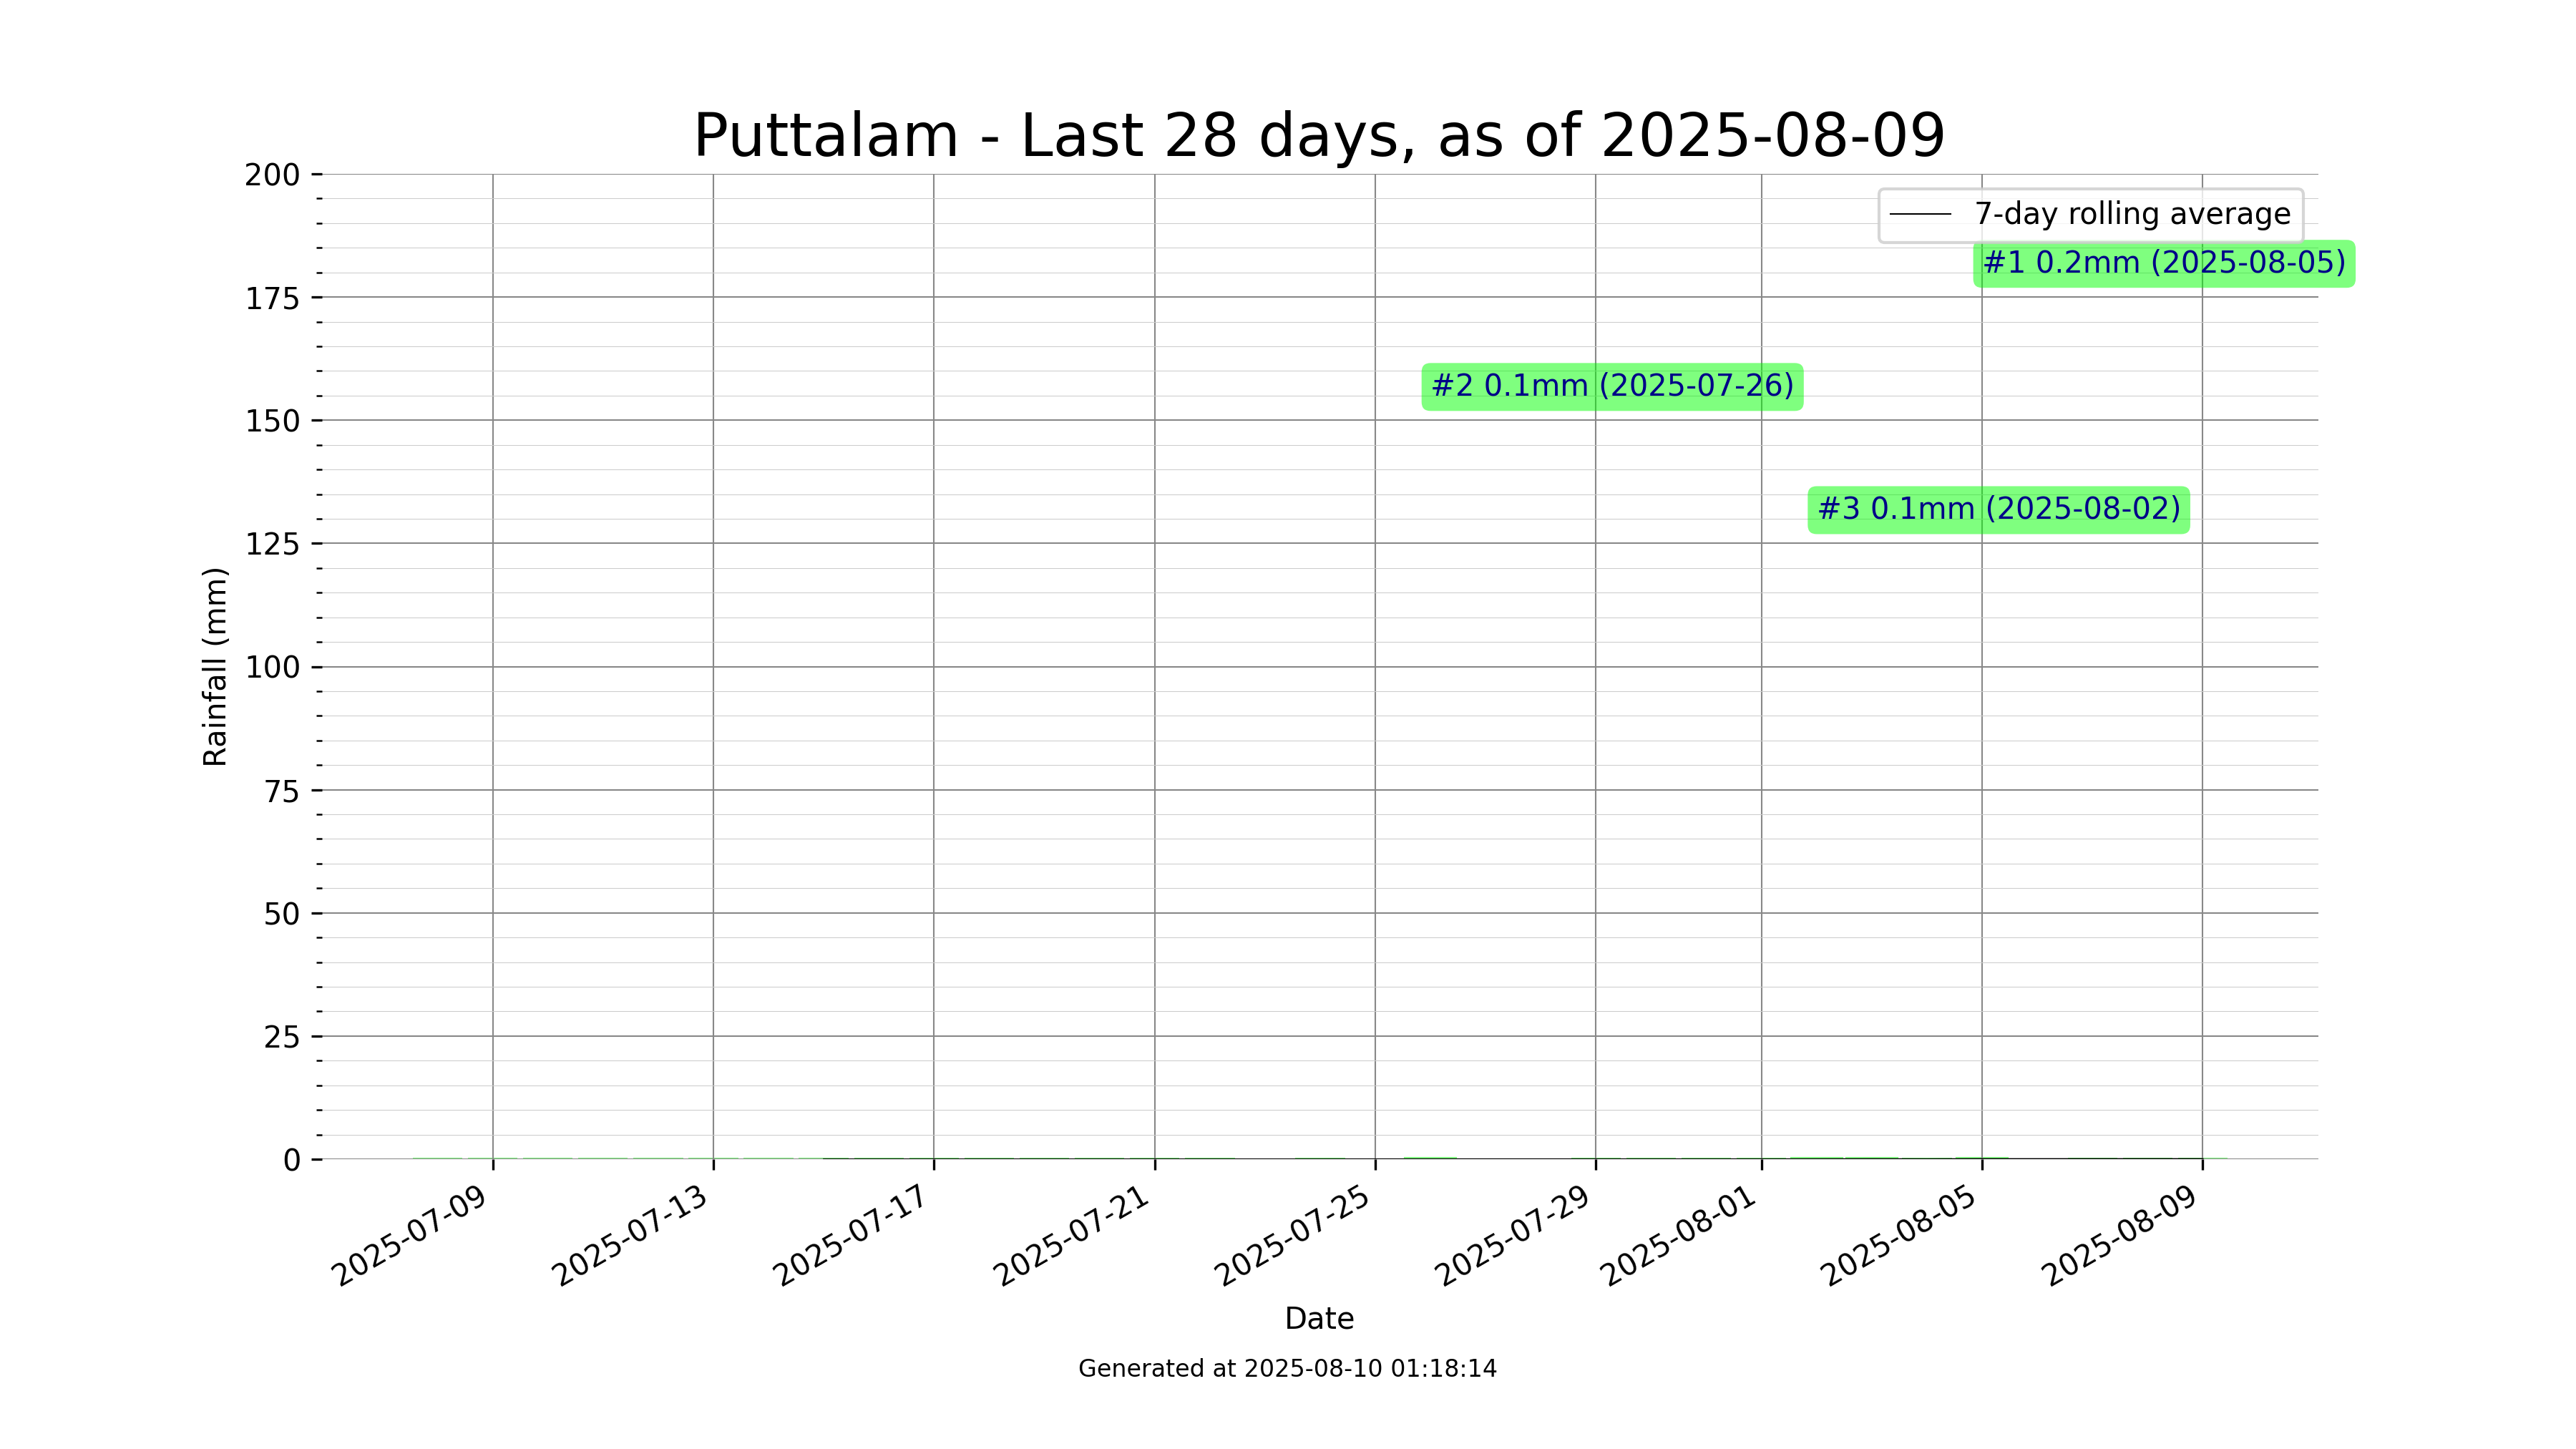 Puttalam - Last 28 days, as of 2025-08-09
200
175
150
125
100
75
50
25
0
Rainfall (mm)
7-day rolling average
#1 0.2mm (2025-08-05)
#2 0.1mm (2025-07-26)
#3 0.1mm (2025-08-02)
2025-07-09
2025-07-13
2025-07-17
2025-07-21
2025-07-25
2025-07-29
2025-08-01
2025-08-05
2025-08-09
Date
Generated at 2025-08-10 01:18:14